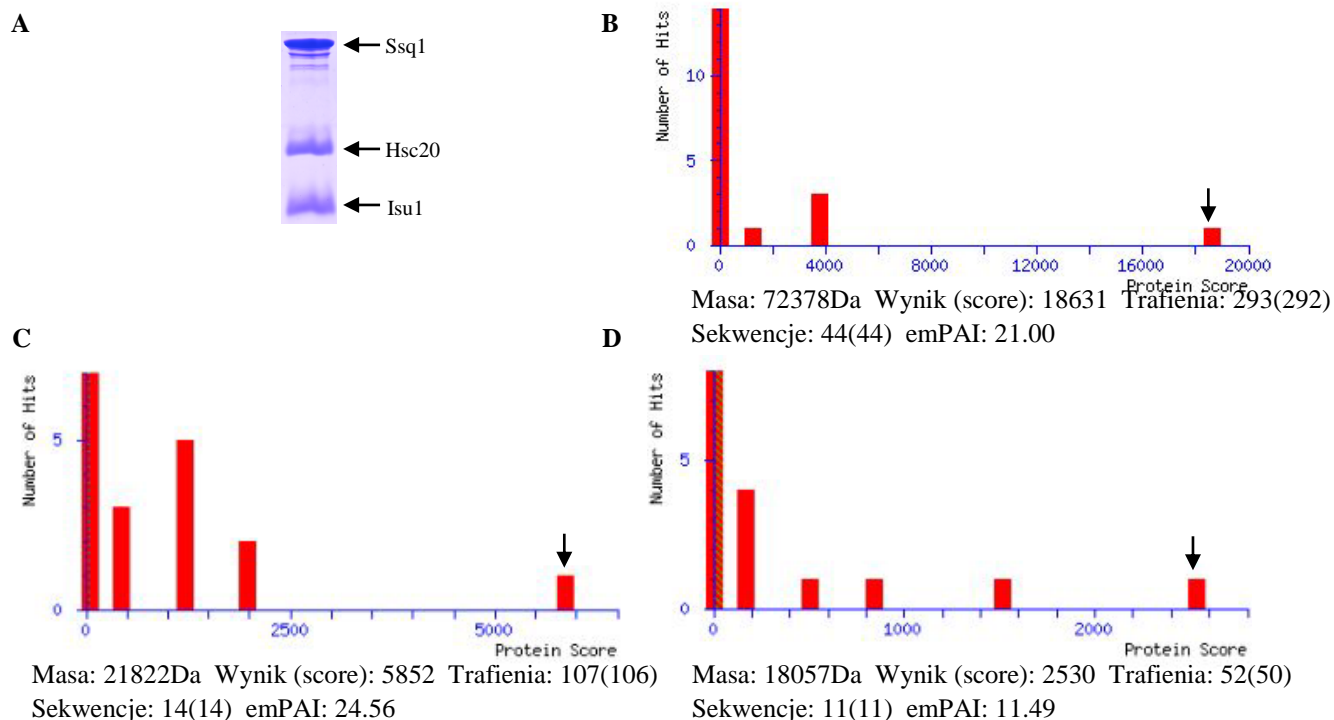 A
Ssq1
Hsc20
Isu1
B
Number of Hits
10
5
0
0 4000 8000 12000 16000 20000
Protein Score
Masa: 72378Da Wynik (score): 18631 Trafienia: 293(292)
Sekwencje: 44(44) emPAI: 21.00
C
Number of Hits
5
0
0 2500 5000
Protein Score
Masa: 21822Da Wynik (score): 5852 Trafienia: 107(106)
Sekwencje: 14(14) emPAI: 24.56
D
Number of Hits
5
0
0 1000 2000
Protein Score
Masa: 18057Da Wynik (score): 2530 Trafienia: 52(50)
Sekwencje: 11(11) emPAI: 11.49